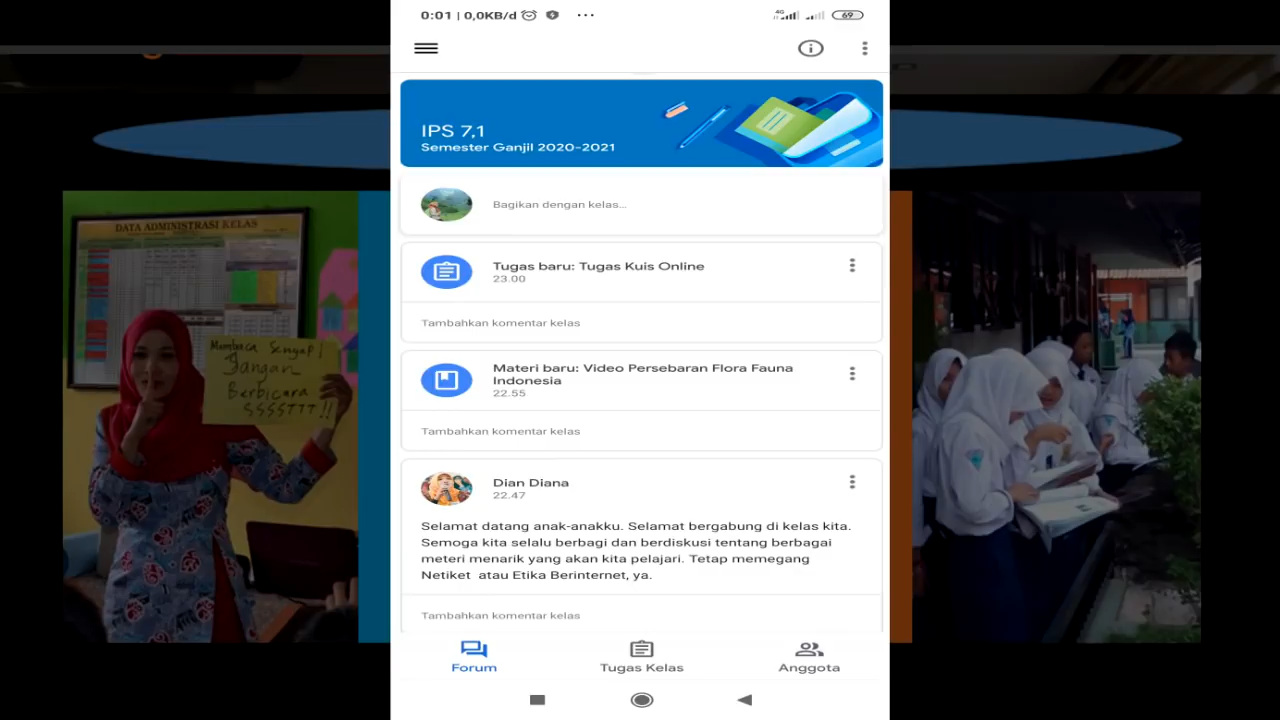 0:01 | 0,0KB/d
4G
69
IPS 7,1
Semester Ganjil 2020-2021
Bagikan dengan kelas...
Tugas baru: Tugas Kuis Online
23.00
Tambahkan komentar kelas
Materi baru: Video Persebaran Flora Fauna
Indonesia
22.55
Tambahkan komentar kelas
Dian Diana
22.47
Selamat datang anak-anakku. Selamat bergabung di kelas kita.
Semoga kita selalu berbagi dan berdiskusi tentang berbagai
meteri menarik yang akan kita pelajari. Tetap memegang
Netiket atau Etika Berinternet, ya.
Tambahkan komentar kelas
Forum
Tugas Kelas
Anggota
DATA ADMINISTRASI KELAS
Membaca Senyap!
Jangan
Berbicara
SSSSTTT!!